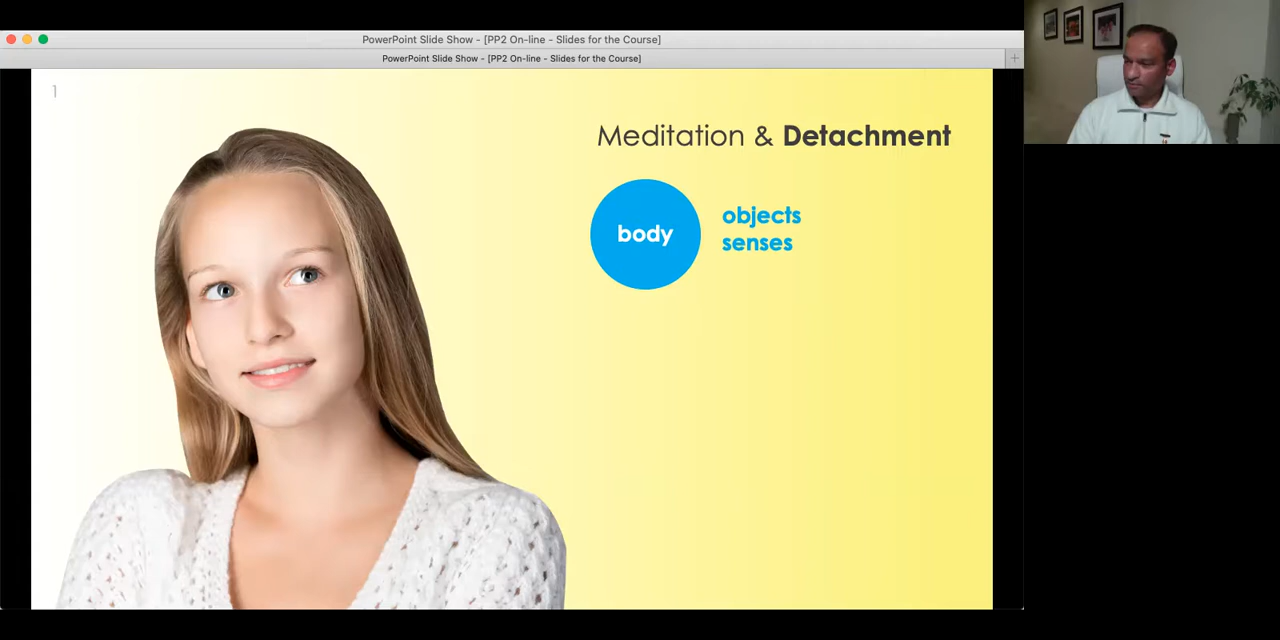 PowerPoint Slide Show - [PP2 On-line - Slides for the Course]
PowerPoint Slide Show - [PP2 On-line - Slides for the Course]
1
Meditation & Detachment
body
objects
senses